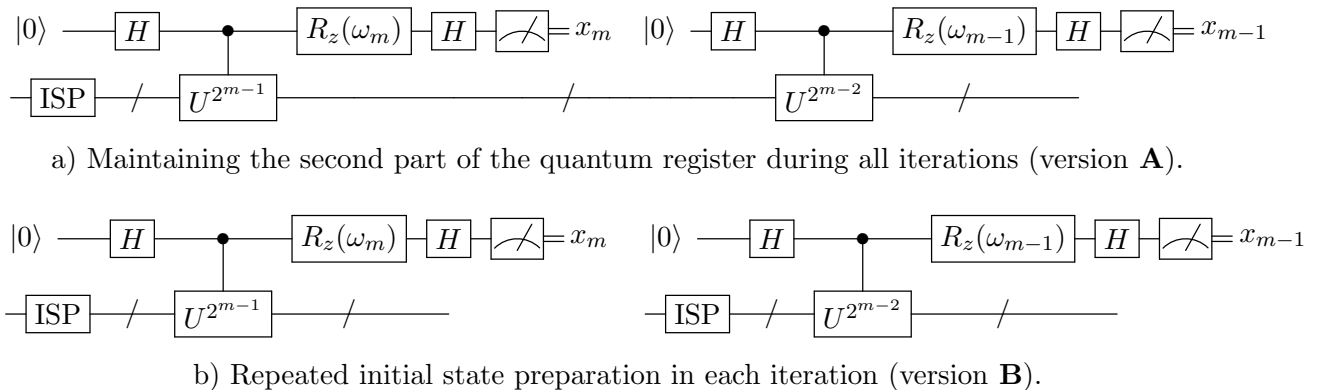 |0⟩ H R_z(ω_m) H = x_m |0⟩ H R_z(ω_{m−1}) H = x_{m−1}
ISP U^{2^{m−1}} U^{2^{m−2}}
a) Maintaining the second part of the quantum register during all iterations (version A).
|0⟩ H R_z(ω_m) H = x_m |0⟩ H R_z(ω_{m−1}) H = x_{m−1}
ISP U^{2^{m−1}} ISP U^{2^{m−2}}
b) Repeated initial state preparation in each iteration (version B).